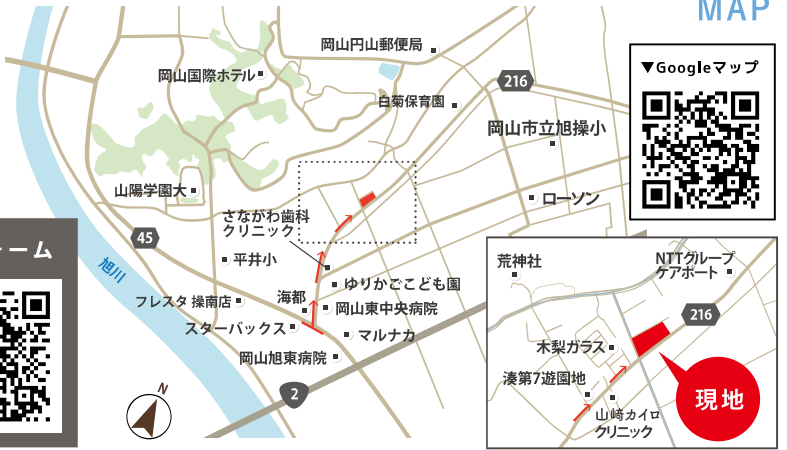 MAP
岡山円山郵便局
岡山国際ホテル
216
白菊保育園
岡山市立旭操小
▼Googleマップ
山陽学園大
ローソン
さながわ歯科
クリニック
45
平井小
旭川
ーム
ゆりかごこども園
フレスタ 操南店
海都
岡山東中央病院
スターバックス
マルナカ
岡山旭東病院
2
N
荒神社
NTTグループ
ケアポート
216
木梨ガラス
湊第7遊園地
山﨑カイロ
クリニック
現地